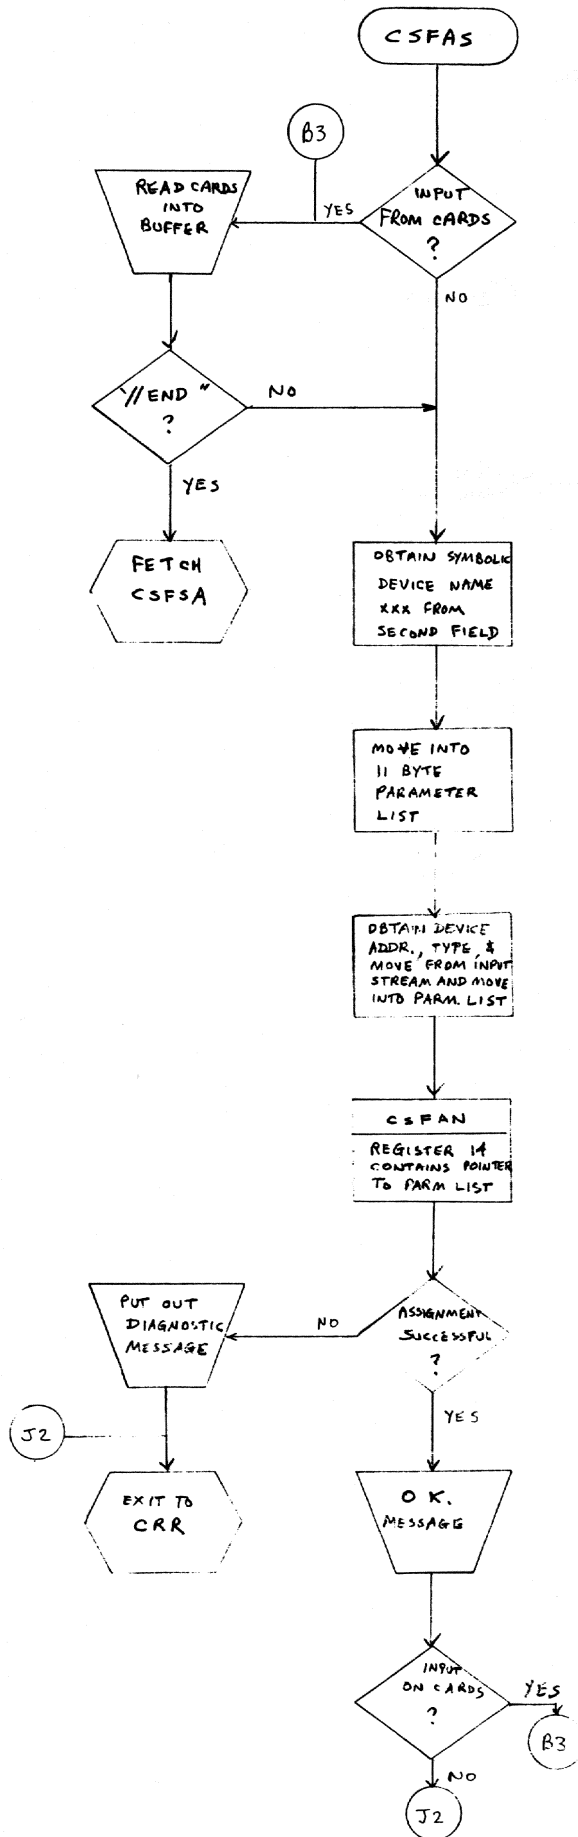 CSFAS
B3
READ CARDS
INTO
BUFFER
YES
INPUT
FROM CARDS
?
NO
"//END "
?
NO
YES
FETCH
CSFSA
OBTAIN SYMBOLIC
DEVICE NAME
XXX FROM
SECOND FIELD
MOVE INTO
11 BYTE
PARAMETER
LIST
OBTAIN DEVICE
ADDR., TYPE, &
MOVE FROM INPUT
STREAM AND MOVE
INTO PARM. LIST
CSFAN
REGISTER 14
CONTAINS POINTER
TO PARM LIST
PUT OUT
DIAGNOSTIC
MESSAGE
NO
ASSIGNMENT
SUCCESSFUL
?
YES
J2
EXIT TO
CRR
O K.
MESSAGE
INPUT
ON CARDS
?
YES
B3
NO
J2